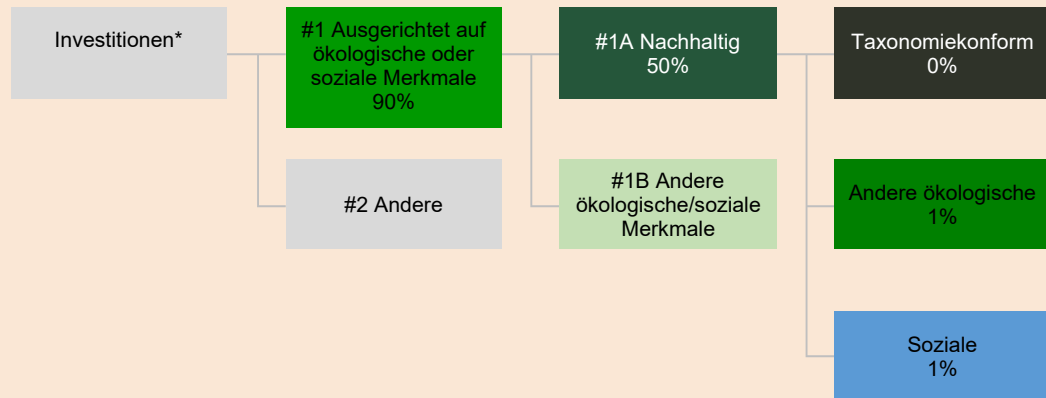 Investitionen*
#1 Ausgerichtet auf
ökologische oder
soziale Merkmale
90%
#1A Nachhaltig
50%
Taxonomiekonform
0%
#2 Andere
#1B Andere
ökologische/soziale
Merkmale
Andere ökologische
1%
Soziale
1%